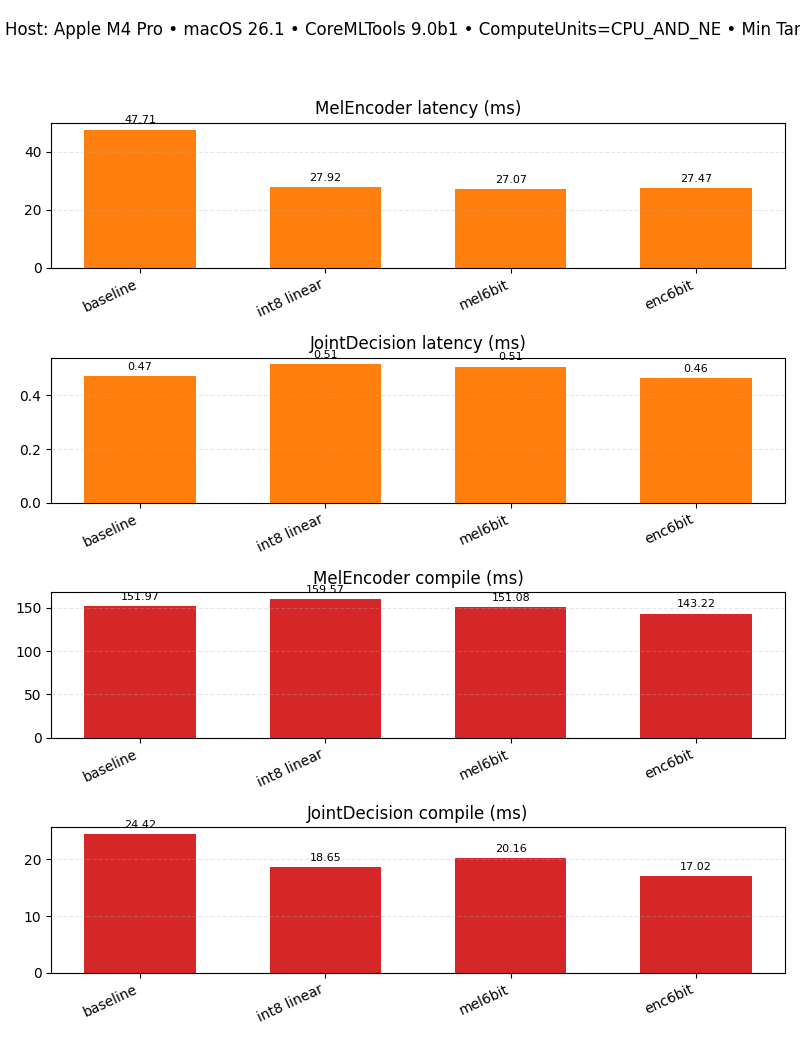 Host: Apple M4 Pro • macOS 26.1 • CoreMLTools 9.0b1 • ComputeUnits=CPU_AND_NE • Min Tar
MelEncoder latency (ms)
47.71
27.92
27.07
27.47
40
20
0
baseline
int8 linear
mel6bit
enc6bit
JointDecision latency (ms)
0.47
0.51
0.51
0.46
0.4
0.2
0.0
baseline
int8 linear
mel6bit
enc6bit
MelEncoder compile (ms)
151.97
159.57
151.08
143.22
150
100
50
0
baseline
int8 linear
mel6bit
enc6bit
JointDecision compile (ms)
24.42
18.65
20.16
17.02
20
10
0
baseline
int8 linear
mel6bit
enc6bit